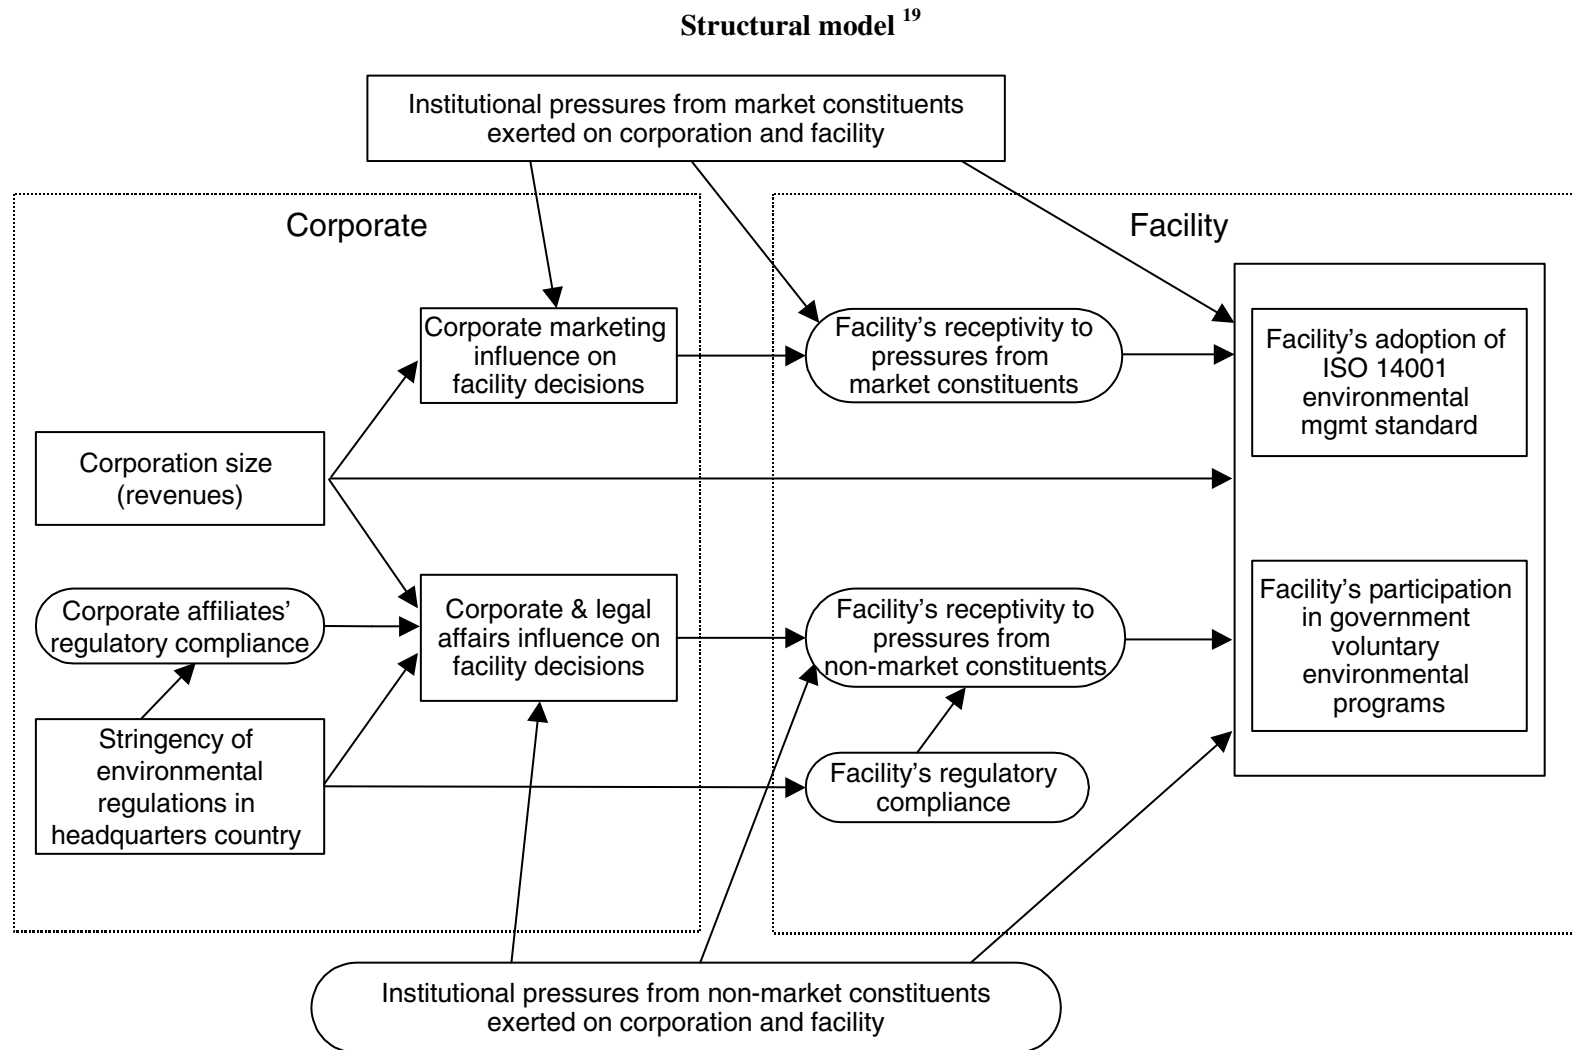 Structural model 19
Institutional pressures from market constituents
exerted on corporation and facility
Corporate
Facility
Corporate marketing
influence on
facility decisions
Facility’s receptivity to
pressures from
market constituents
Facility’s adoption of
ISO 14001
environmental
mgmt standard
Corporation size
(revenues)
Corporate affiliates’
regulatory compliance
Corporate & legal
affairs influence on
facility decisions
Facility’s receptivity to
pressures from
non-market constituents
Facility’s participation
in government
voluntary
environmental
programs
Stringency of
environmental
regulations in
headquarters country
Facility’s regulatory
compliance
Institutional pressures from non-market constituents
exerted on corporation and facility